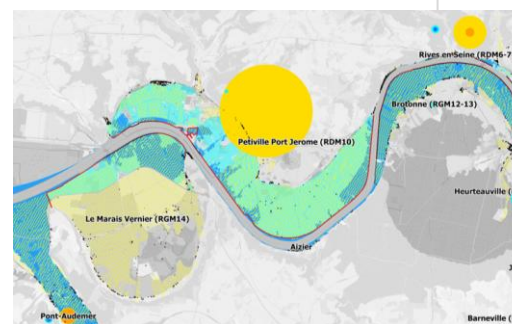 Rives en Seine (RDM6-7
Brotonne (RGM12-13)
Petiville Port Jerome (RDM10)
Heurteauville (
Le Marais Vernier (RGM14)
Aizier
Pont-Audemer
Barneville (